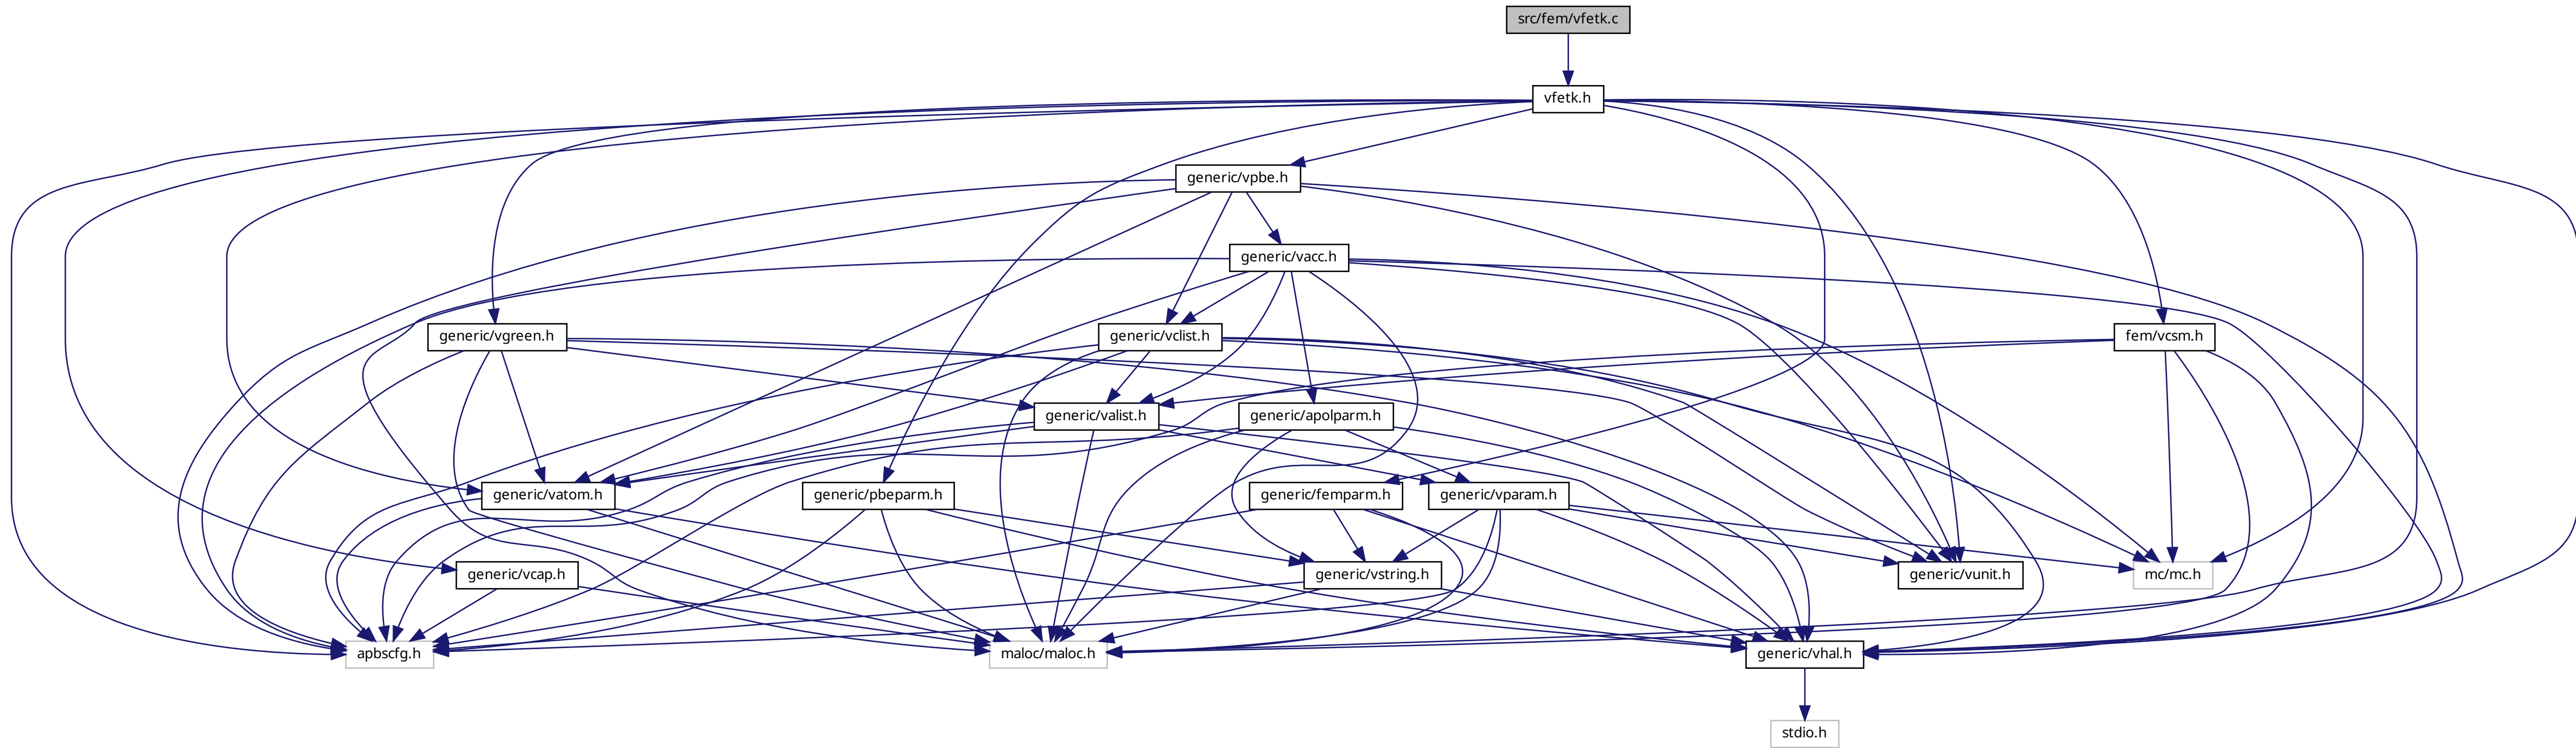 src/fem/vfetk.c
vfetk.h
generic/vpbe.h
generic/vacc.h
generic/vgreen.h
generic/vclist.h
fem/vcsm.h
generic/valist.h
generic/apolparm.h
generic/vatom.h
generic/pbeparm.h
generic/femparm.h
generic/vparam.h
generic/vcap.h
generic/vstring.h
generic/vunit.h
mc/mc.h
apbscfg.h
maloc/maloc.h
generic/vhal.h
stdio.h